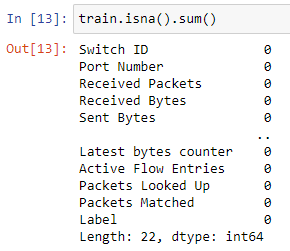 In [13]: train.isna().sum()
Out[13]: Switch ID 0
Port Number 0
Received Packets 0
Received Bytes 0
Sent Bytes 0
..
Latest bytes counter 0
Active Flow Entries 0
Packets Looked Up 0
Packets Matched 0
Label 0
Length: 22, dtype: int64